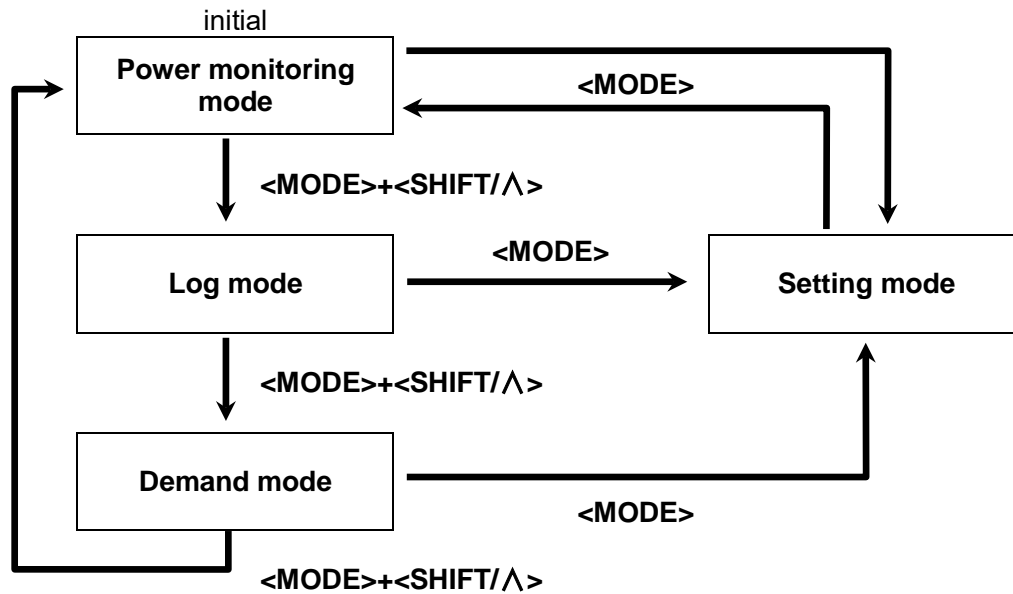 initial
Power monitoring
mode
<MODE>
<MODE>+<SHIFT/∧>
Log mode
<MODE>
Setting mode
<MODE>+<SHIFT/∧>
Demand mode
<MODE>
<MODE>+<SHIFT/∧>